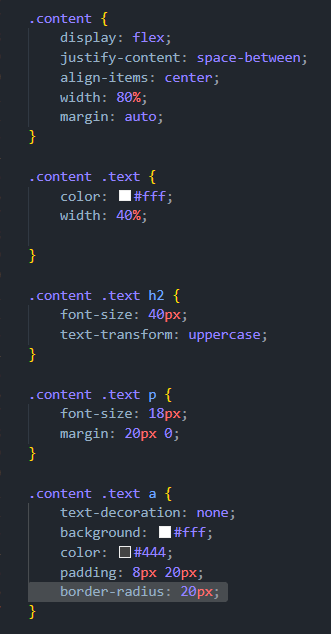 .content {
display: flex;
justify-content: space-between;
align-items: center;
width: 80%;
margin: auto;
}
.content .text {
color: #fff;
width: 40%;
}
.content .text h2 {
font-size: 40px;
text-transform: uppercase;
}
.content .text p {
font-size: 18px;
margin: 20px 0;
}
.content .text a {
text-decoration: none;
background: #fff;
color: #444;
padding: 8px 20px;
border-radius: 20px;
}